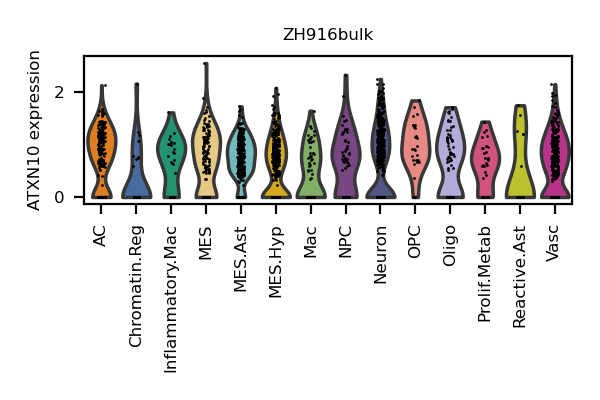 ZH916bulk
ATXN10 expression
2
0
AC
Chromatin.Reg
Inflammatory.Mac
MES
MES.Ast
MES.Hyp
Mac
NPC
Neuron
OPC
Oligo
Prolif.Metab
Reactive.Ast
Vasc